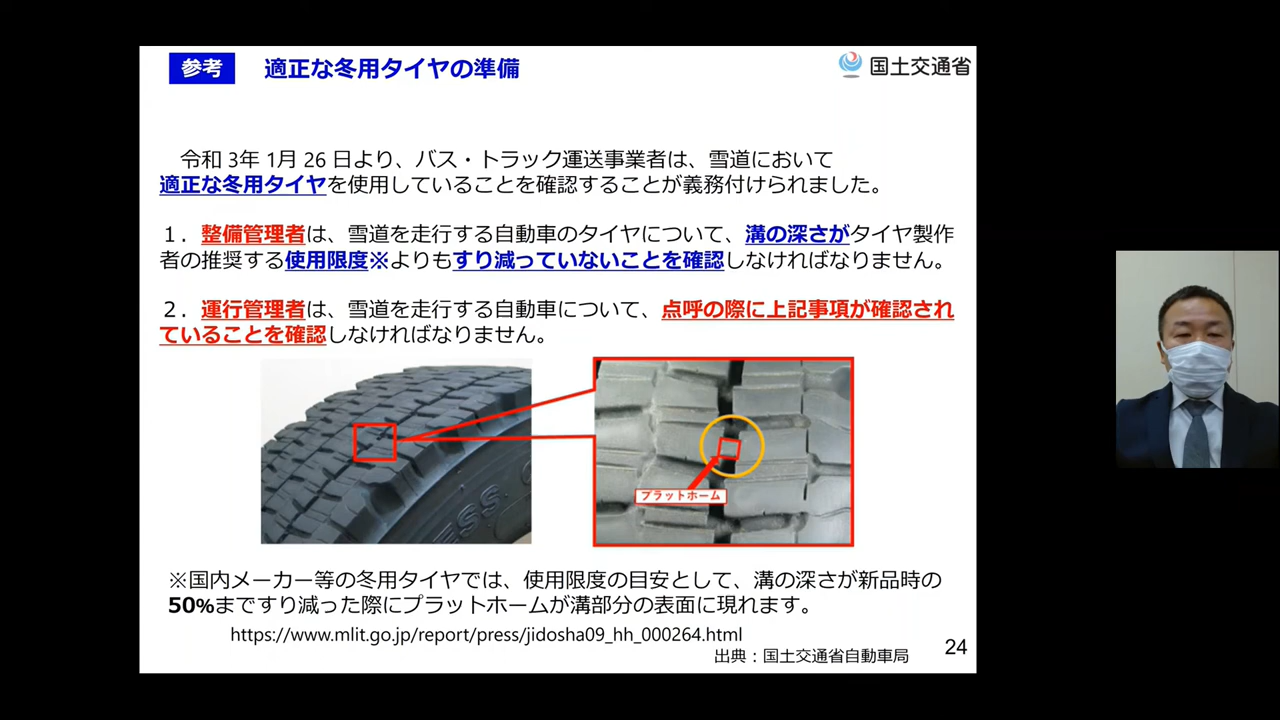 参考 適正な冬用タイヤの準備
国土交通省
令和 3年 1月 26 日より、バス・トラック運送事業者は、雪道において
適正な冬用タイヤを使用していることを確認することが義務付けられました。
１．整備管理者は、雪道を走行する自動車のタイヤについて、溝の深さがタイヤ製作
者の推奨する使用限度※よりもすり減っていないことを確認しなければなりません。
２．運行管理者は、雪道を走行する自動車について、点呼の際に上記事項が確認され
ていることを確認しなければなりません。
ESS
プラットホーム
※国内メーカー等の冬用タイヤでは、使用限度の目安として、溝の深さが新品時の
50%まですり減った際にプラットホームが溝部分の表面に現れます。
https://www.mlit.go.jp/report/press/jidosha09_hh_000264.html
出典：国土交通省自動車局
24